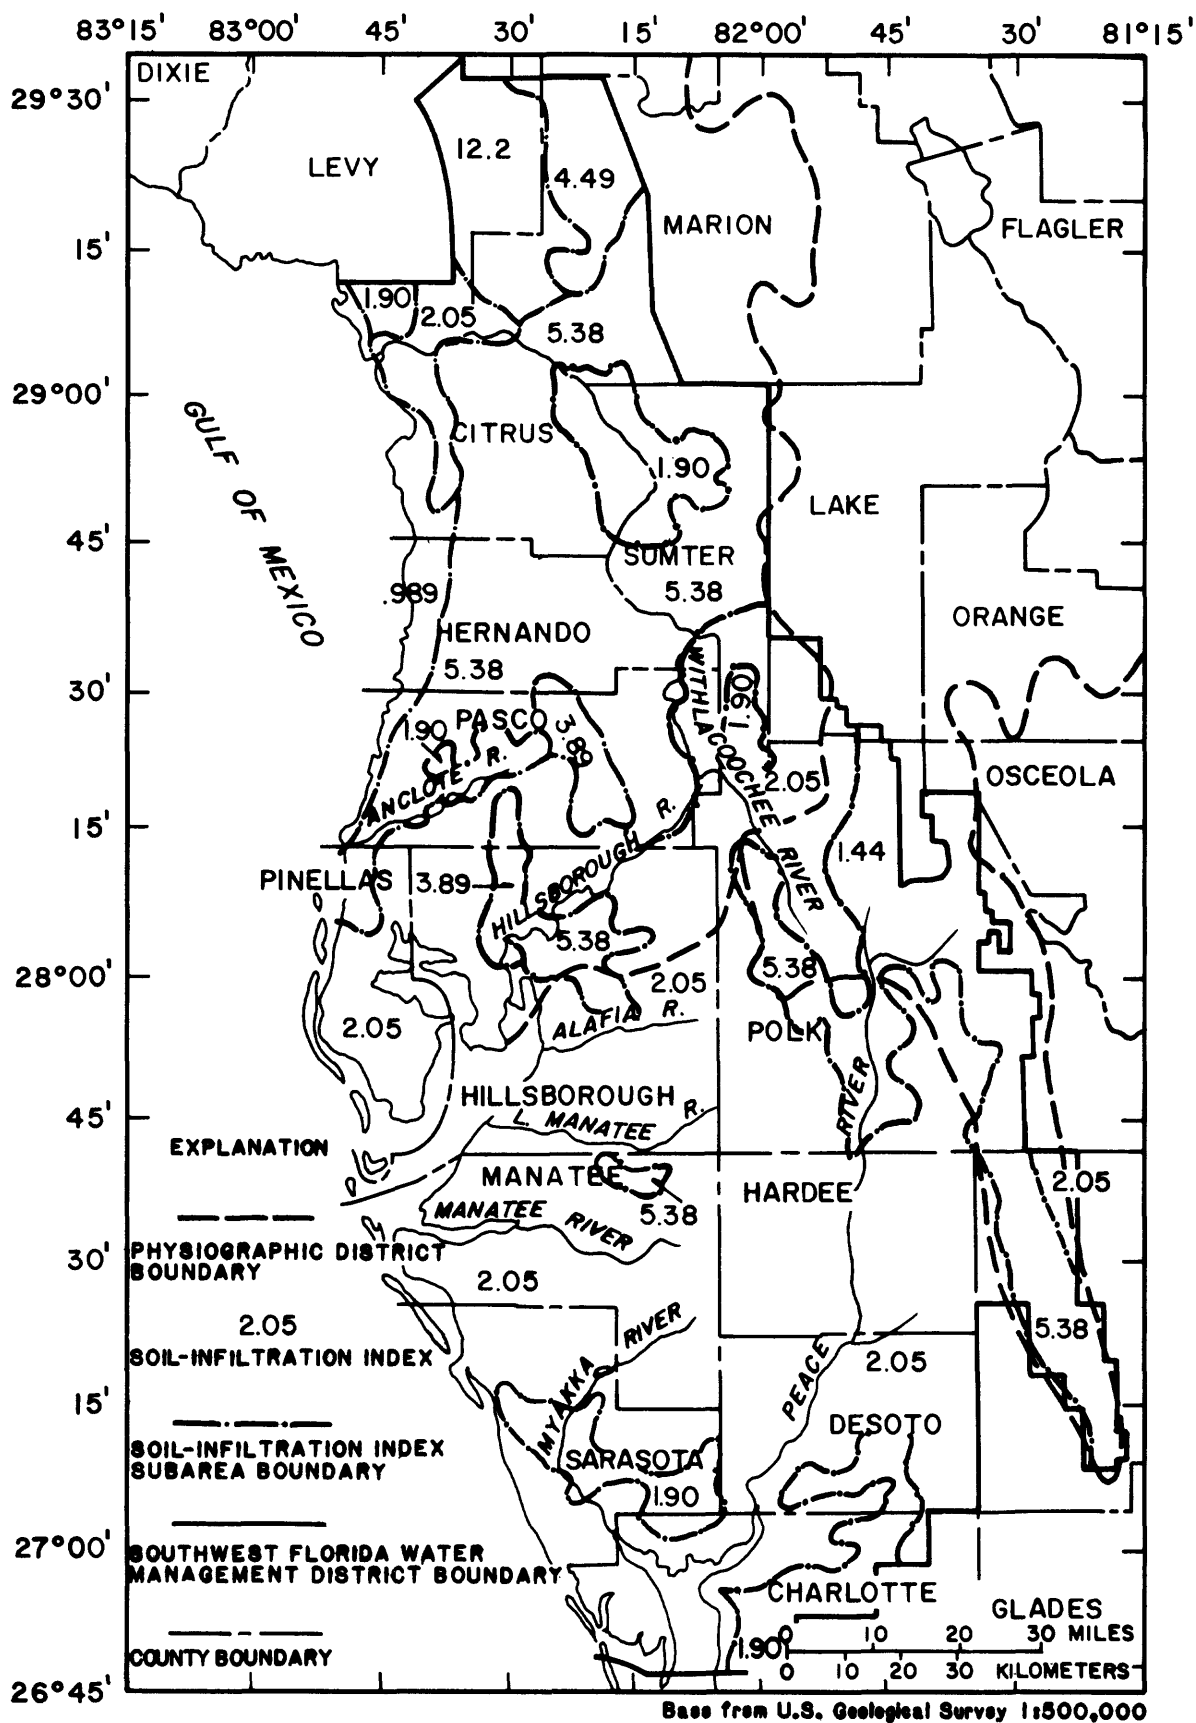 83°15' 83°00' 45' 30' 15' 82°00' 45' 30' 81°15'
DIXIE
29°30'
LEVY
12.2
4.49
MARION
FLAGLER
15'
1.90
2.05
5.38
29°00'
GULF OF MEXICO
CITRUS
1.90
LAKE
45'
SUMTER
5.38
.989
ORANGE
HERNANDO
5.38
30'
WITHLACOOCHEE
1.90
PASCO
1.90
3.89
ANCLOTE R.
2.05
OSCEOLA
15'
HILLSBOROUGH R.
RIVER
1.44
PINELLAS
3.89
5.38
5.38
28°00'
2.05
2.05
ALAFIA R.
POLK
HILLSBOROUGH
RIVER
45'
L. MANATEE R.
EXPLANATION
MANATEE
HARDEE
2.05
5.38
MANATEE RIVER
PHYSIOGRAPHIC DISTRICT
BOUNDARY
30'
2.05
2.05
SOIL-INFILTRATION INDEX
RIVER
5.38
2.05
PEACE
15'
MYAKKA
DESOTO
SOIL-INFILTRATION INDEX
SUBAREA BOUNDARY
SARASOTA
1.90
27°00'
SOUTHWEST FLORIDA WATER
MANAGEMENT DISTRICT BOUNDARY
CHARLOTTE
GLADES
0 10 20 30 MILES
1.90
COUNTY BOUNDARY
0 10 20 30 KILOMETERS
26°45'
Base from U.S. Geological Survey 1:500,000